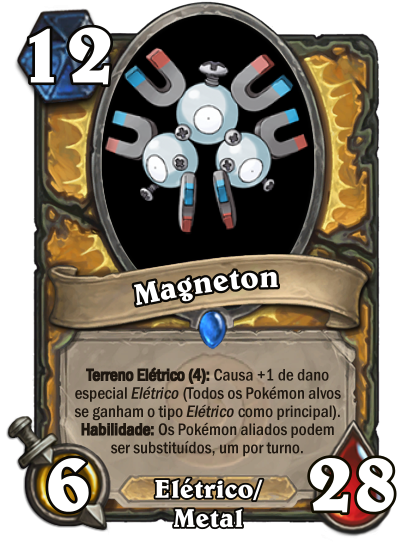 12
Magneton
Terreno Elétrico (4): Causa +1 de dano
especial Elétrico (Todos os Pokémon alvos
se ganham o tipo Elétrico como principal).
Habilidade: Os Pokémon aliados podem
ser substituídos, um por turno.
6
Elétrico/
Metal
28